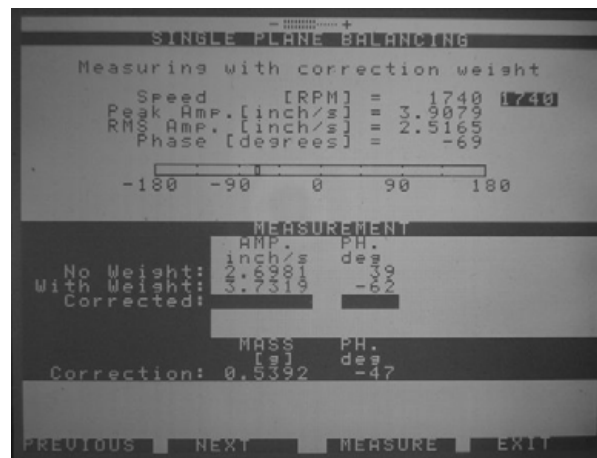 SINGLE PLANE BALANCING
Measuring with correction weight
Speed [RPM] = 1740 1740
Peak Amp.[inch/s] = 3.9079
RMS Amp.[inch/s] = 2.5165
Phase [degrees] = -69
-180 -90 0 90 180
MEASUREMENT
AMP. PH.
inch/s deg
No Weight: 2.6981 39
With Weight: 3.7319 -62
Corrected:
MASS PH.
[g] deg
Correction: 0.5392 -47
PREVIOUS NEXT MEASURE EXIT